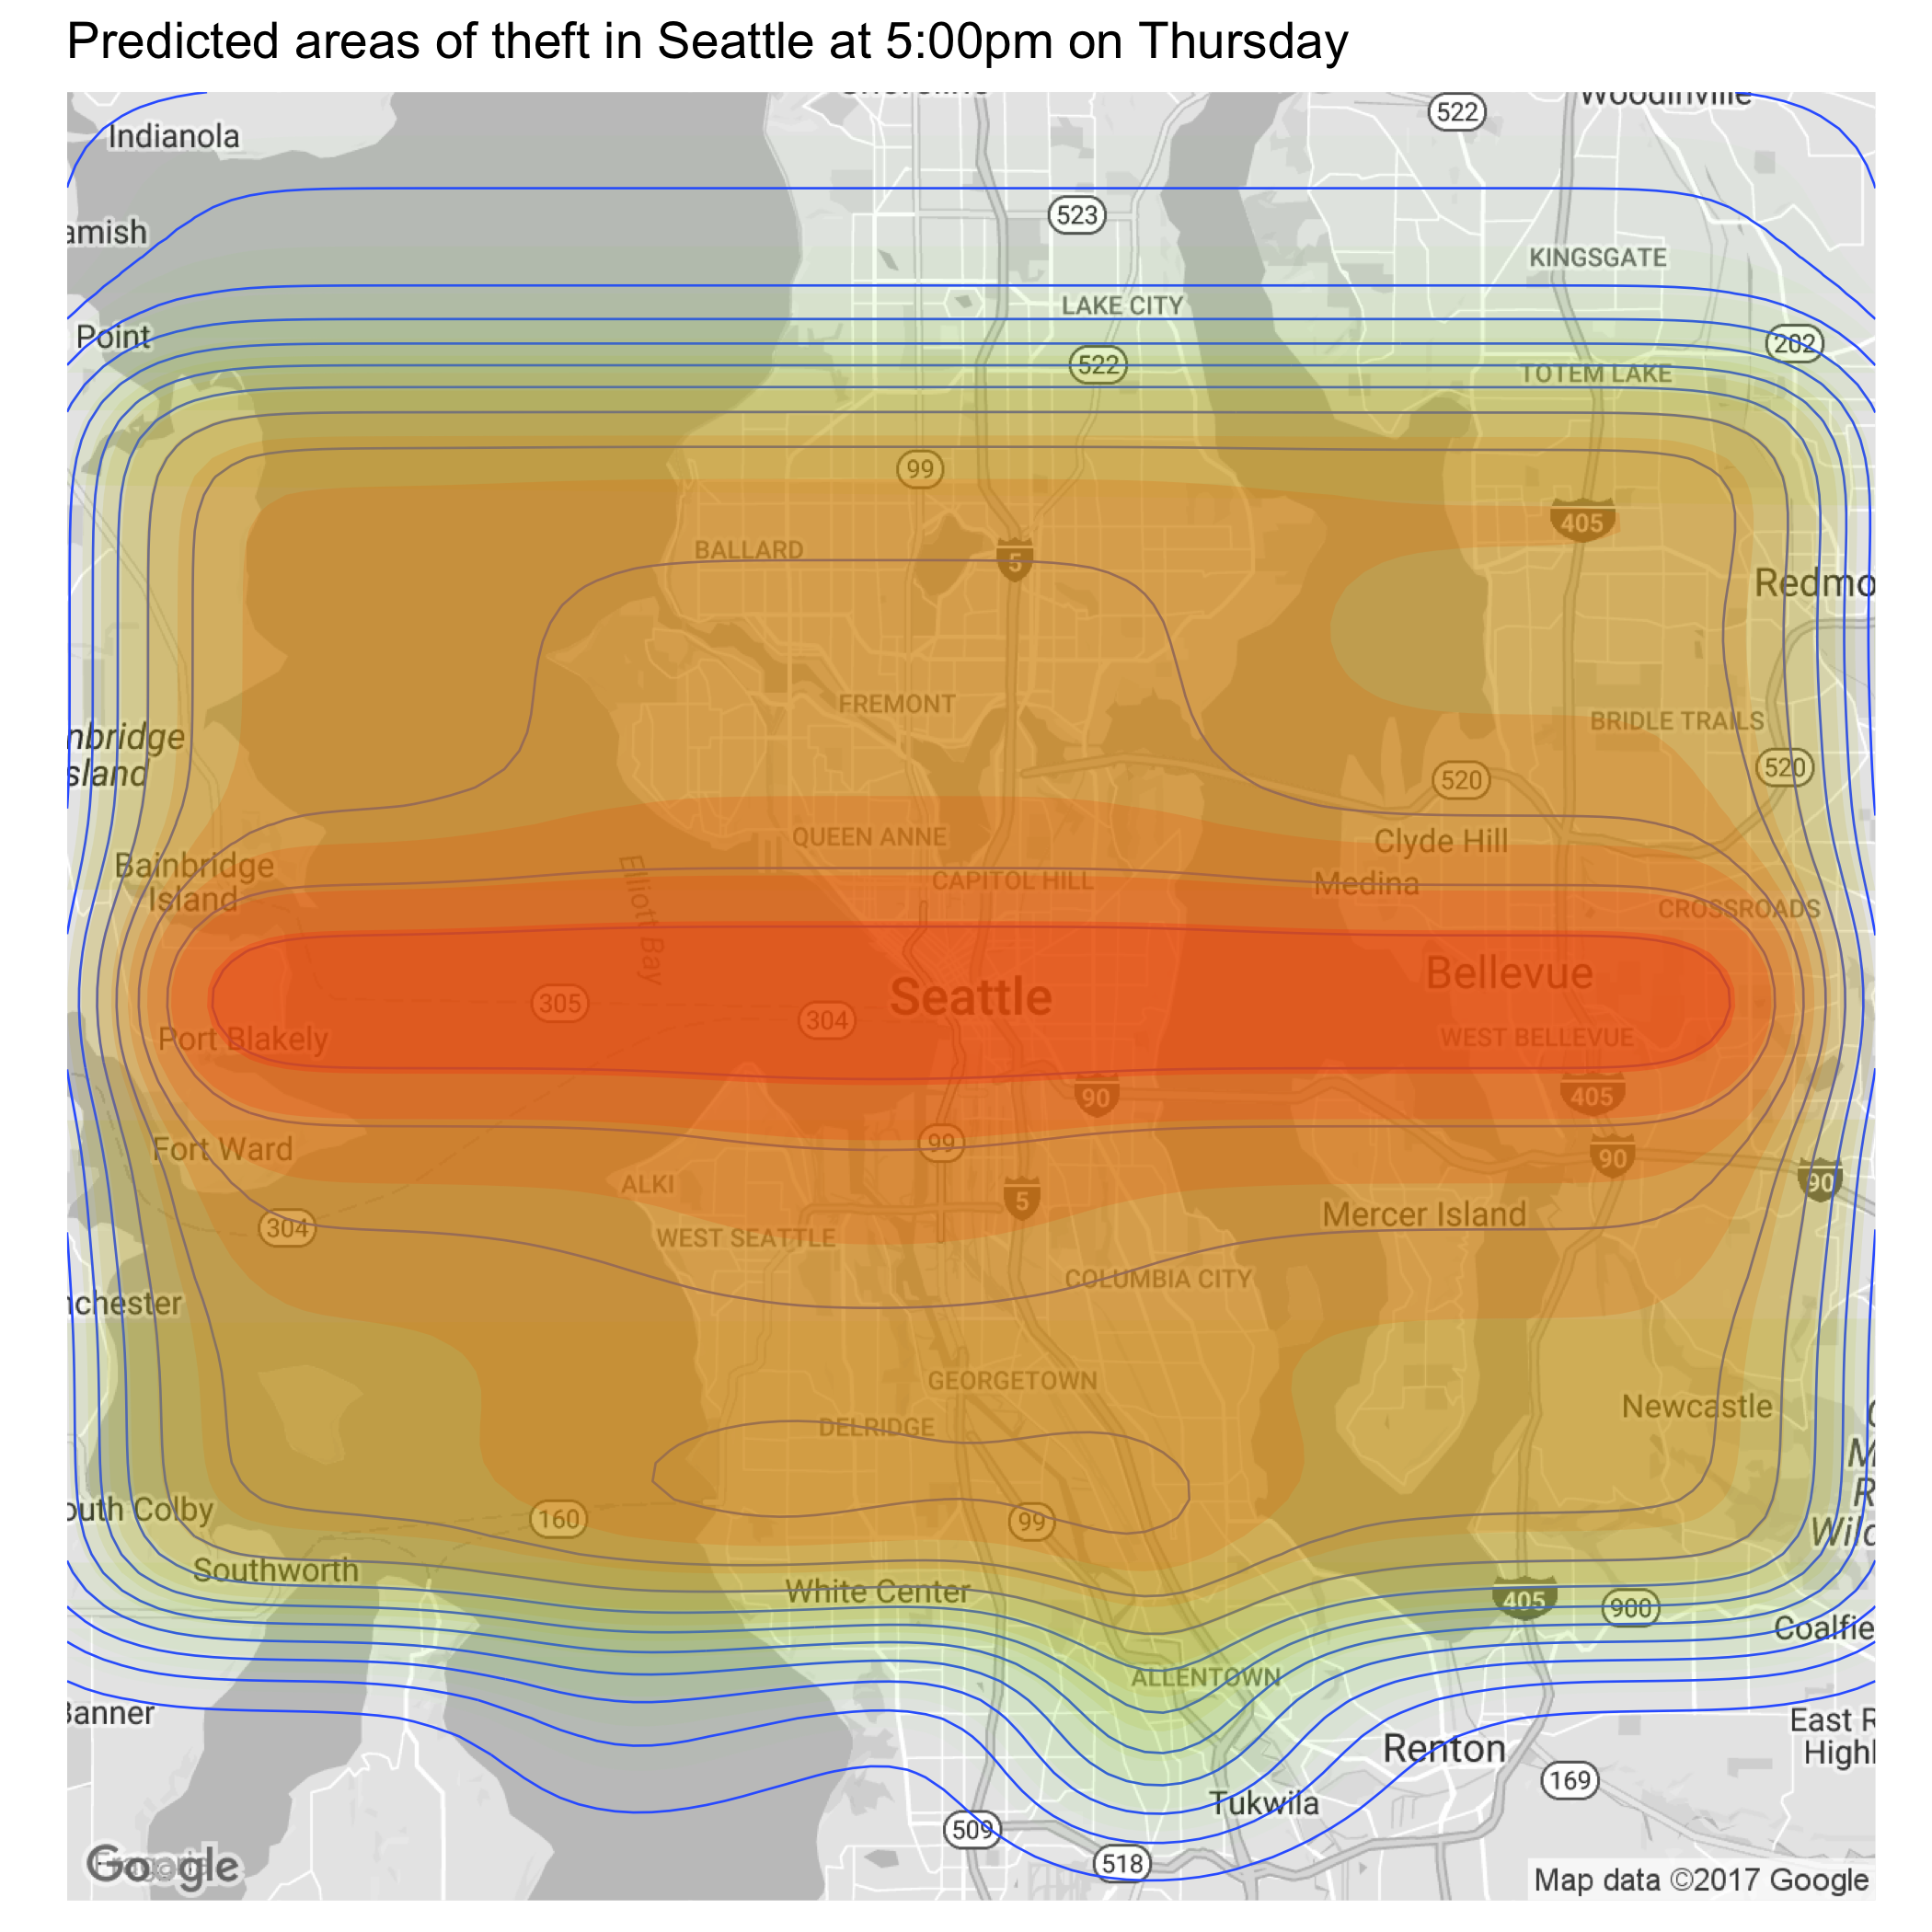 Predicted areas of theft in Seattle at 5:00pm on Thursday
Woodinville
522
Indianola
523
amish
KINGSGATE
LAKE CITY
Point
202
522
TOTEM LAKE
99
405
BALLARD
5
Redmo
FREMONT
BRIDLE TRAILS
nbridge
sland
520
520
QUEEN ANNE
Clyde Hill
Bainbridge
Island
CAPITOL HILL
Medina
CROSSROADS
Elliott Bay
Bellevue
Seattle
305
304
Port Blakely
WEST BELLEVUE
90
405
99
Fort Ward
90
ALKI
5
90
Mercer Island
304
WEST SEATTLE
COLUMBIA CITY
nchester
GEORGETOWN
Newcastle
DELRIDGE
M
R
Wild
outh Colby
160
99
Southworth
White Center
405
900
Coalfie
ALLENTOWN
Banner
East R
Highl
Renton
169
Tukwila
509
518
Google
Map data ©2017 Google